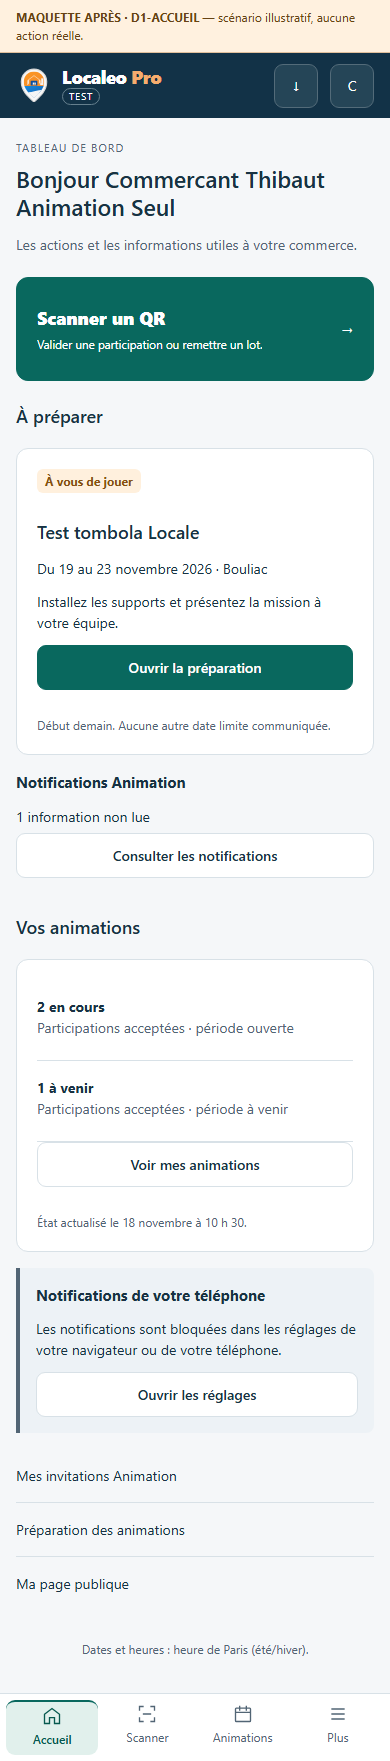 MAQUETTE APRÈS · D1-ACCUEIL — scénario illustratif, aucune
action réelle.
Localeo Pro
TEST
↓
C
TABLEAU DE BORD
Bonjour Commercant Thibaut
Animation Seul
Les actions et les informations utiles à votre commerce.
Scanner un QR
Valider une participation ou remettre un lot.
→
À préparer
À vous de jouer
Test tombola Locale
Du 19 au 23 novembre 2026 · Bouliac
Installez les supports et présentez la mission à
votre équipe.
Ouvrir la préparation
Début demain. Aucune autre date limite communiquée.
Notifications Animation
1 information non lue
Consulter les notifications
Vos animations
2 en cours
Participations acceptées · période ouverte
1 à venir
Participations acceptées · période à venir
Voir mes animations
État actualisé le 18 novembre à 10 h 30.
Notifications de votre téléphone
Les notifications sont bloquées dans les réglages de
votre navigateur ou de votre téléphone.
Ouvrir les réglages
Mes invitations Animation
Préparation des animations
Ma page publique
Dates et heures : heure de Paris (été/hiver).
Accueil
Scanner
Animations
Plus